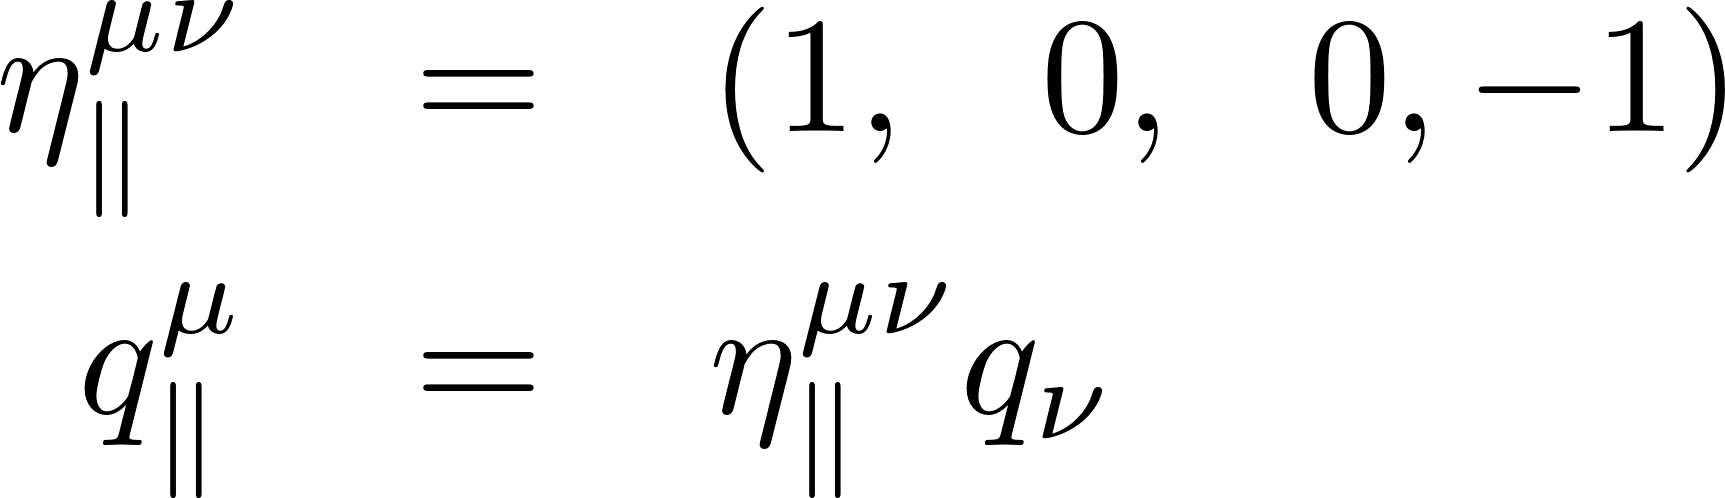 η_∥^{μν} = (1, 0, 0, −1)
q_∥^μ = η_∥^{μν} q_ν